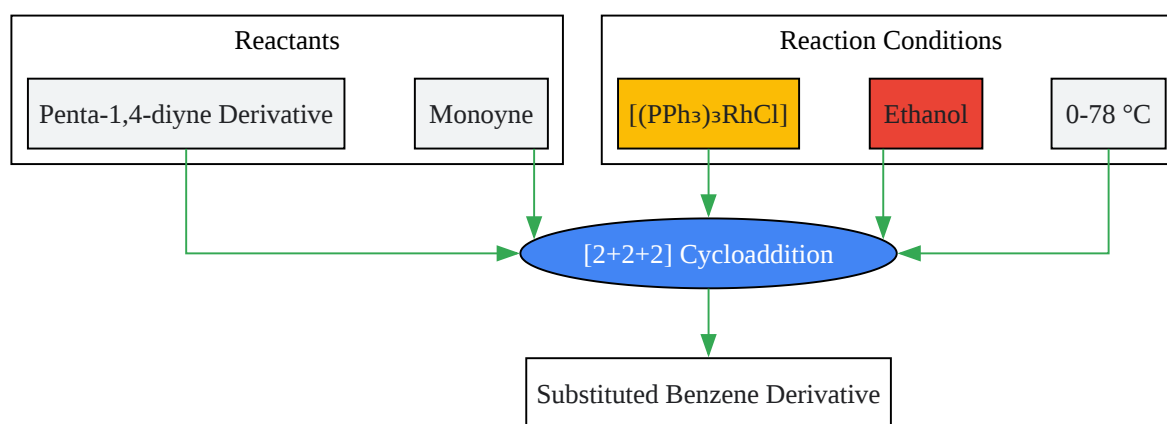 Reactants
Reaction Conditions
Penta-1,4-diyne Derivative
Monoyne
[(PPh₃)₃RhCl]
Ethanol
0-78 °C
[2+2+2] Cycloaddition
Substituted Benzene Derivative